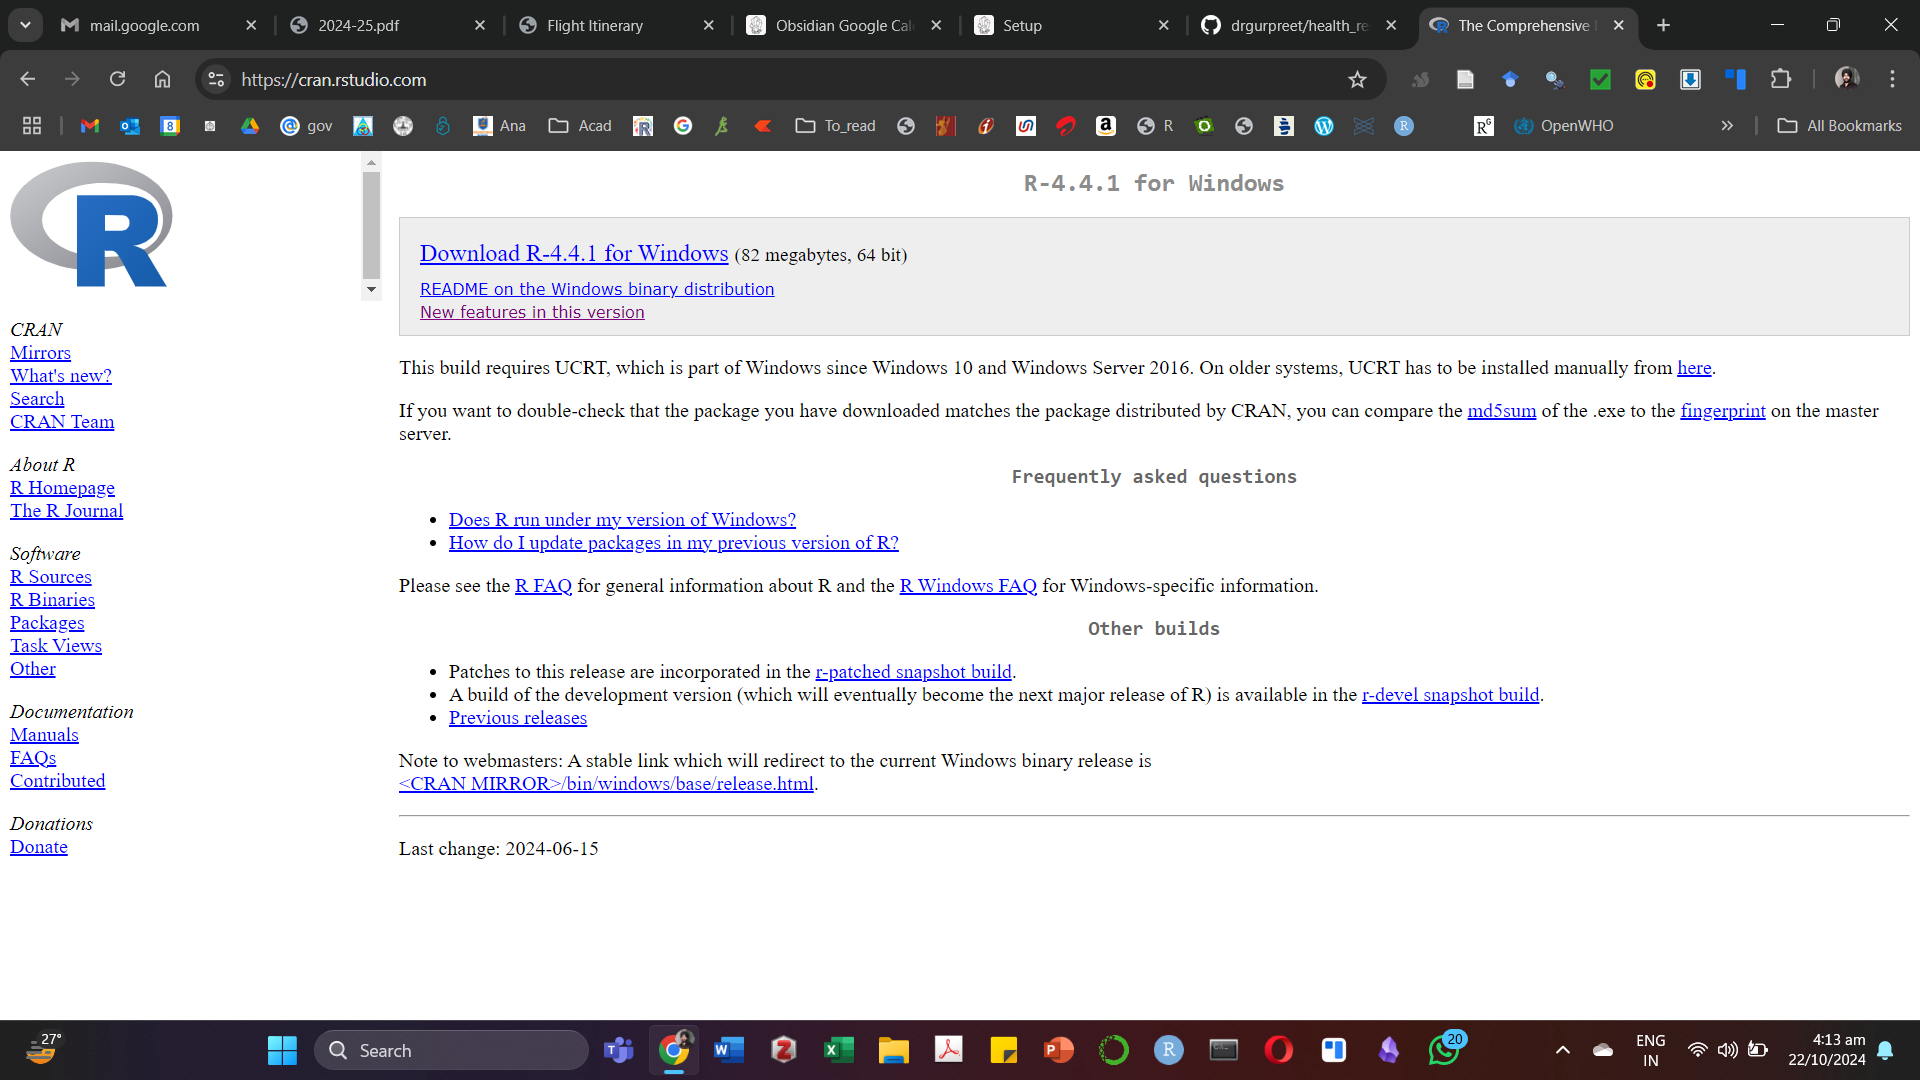 mail.google.com
2024-25.pdf
Flight Itinerary
Obsidian Google Cal
Setup
drgurpreet/health_re
The Comprehensive
https://cran.rstudio.com
gov
Ana
Acad
To_read
R
OpenWHO
All Bookmarks
CRAN
Mirrors
What's new?
Search
CRAN Team
About R
R Homepage
The R Journal
Software
R Sources
R Binaries
Packages
Task Views
Other
Documentation
Manuals
FAQs
Contributed
Donations
Donate
R-4.4.1 for Windows
Download R-4.4.1 for Windows (82 megabytes, 64 bit)
README on the Windows binary distribution
New features in this version
This build requires UCRT, which is part of Windows since Windows 10 and Windows Server 2016. On older systems, UCRT has to be installed manually from here.
If you want to double-check that the package you have downloaded matches the package distributed by CRAN, you can compare the md5sum of the .exe to the fingerprint on the master
server.
Frequently asked questions
• Does R run under my version of Windows?
• How do I update packages in my previous version of R?
Please see the R FAQ for general information about R and the R Windows FAQ for Windows-specific information.
Other builds
• Patches to this release are incorporated in the r-patched snapshot build.
• A build of the development version (which will eventually become the next major release of R) is available in the r-devel snapshot build.
• Previous releases
Note to webmasters: A stable link which will redirect to the current Windows binary release is
<CRAN MIRROR>/bin/windows/base/release.html.
Last change: 2024-06-15
27°
Search
20
ENG
IN
4:13 am
22/10/2024